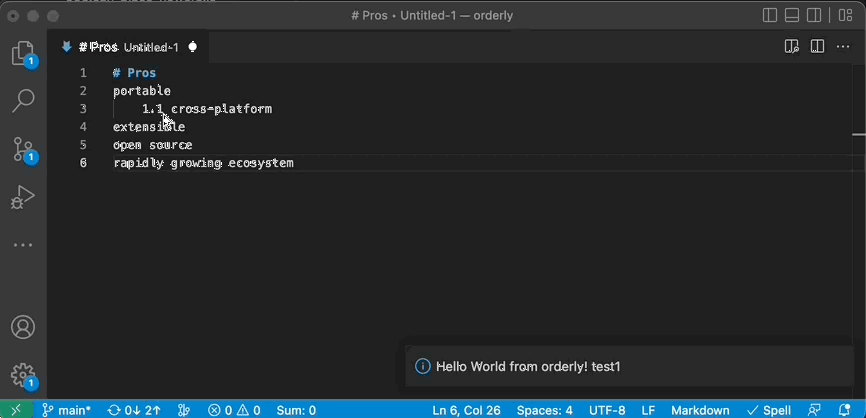 # Pros • Untitled-1 — orderly
# Pros Untitled-1
1 # Pros
2 portable
3 1.1 cross-platform
4 extensible
5 open source
6 rapidly growing ecosystem
1
1
1
Hello World from orderly! test1
main* 0↓ 2↑ 0 0 Sum: 0 Ln 6, Col 26 Spaces: 4 UTF-8 LF Markdown Spell